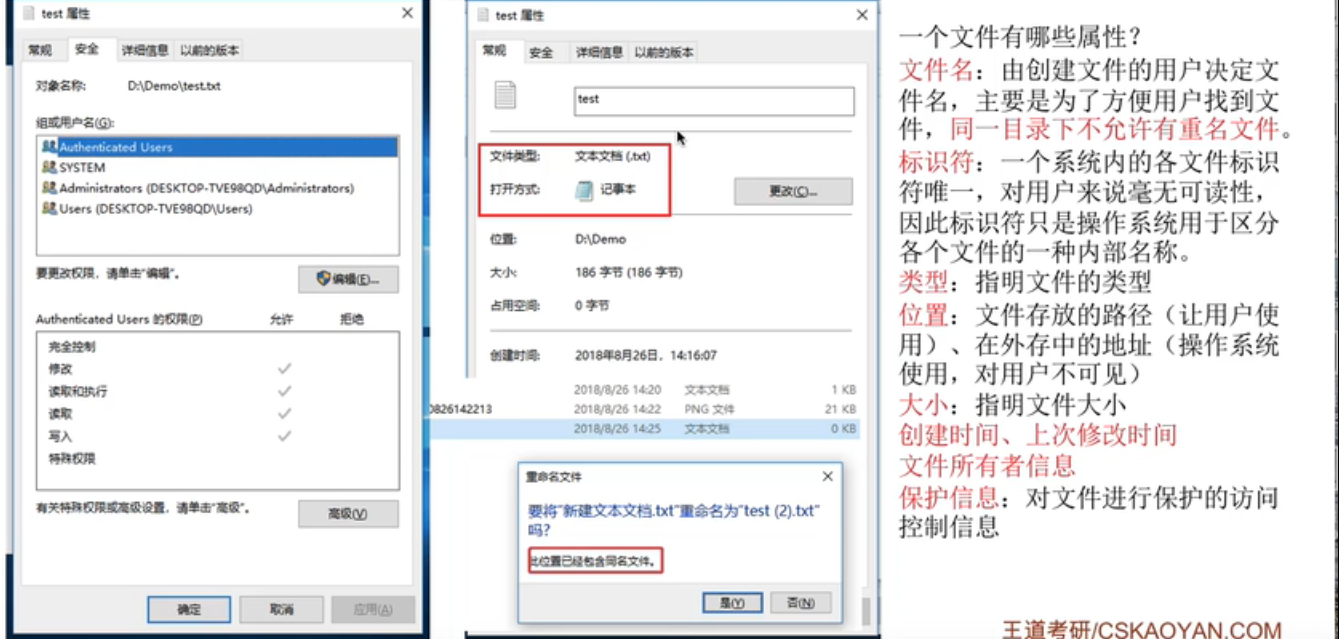 test 属性
常规 安全 详细信息 以前的版本
对象名称: D:\Demo\test.txt
组或用户名(G):
Authenticated Users
SYSTEM
Administrators (DESKTOP-TVE98QD\Administrators)
Users (DESKTOP-TVE98QD\Users)
要更改权限，请单击"编辑"。
编辑(E)...
Authenticated Users 的权限(P) 允许 拒绝
完全控制
修改
读取和执行
读取
写入
特殊权限
有关特殊权限或高级设置，请单击"高级"。
高级(V)
确定 取消 应用(A)
test 属性
常规 安全 详细信息 以前的版本
test
文件类型: 文本文档 (.txt)
打开方式: 记事本 更改(C)...
位置: D:\Demo
大小: 186 字节 (186 字节)
占用空间: 0 字节
创建时间: 2018年8月26日，14:16:07
2018/8/26 14:20 文本文档 1 KB
0826142213 2018/8/26 14:22 PNG 文件 21 KB
2018/8/26 14:25 文本文档 0 KB
重命名文件
要将"新建文本文档.txt"重命名为"test (2).txt"
吗?
此位置已经包含同名文件。
是(Y) 否(N)
一个文件有哪些属性？
文件名：由创建文件的用户决定文
件名，主要是为了方便用户找到文
件，同一目录下不允许有重名文件。
标识符：一个系统内的各文件标识
符唯一，对用户来说毫无可读性，
因此标识符只是操作系统用于区分
各个文件的一种内部名称。
类型：指明文件的类型
位置：文件存放的路径（让用户使
用）、在外存中的地址（操作系统
使用，对用户不可见）
大小：指明文件大小
创建时间、上次修改时间
文件所有者信息
保护信息：对文件进行保护的访问
控制信息
王道考研/CSKAOYAN.COM